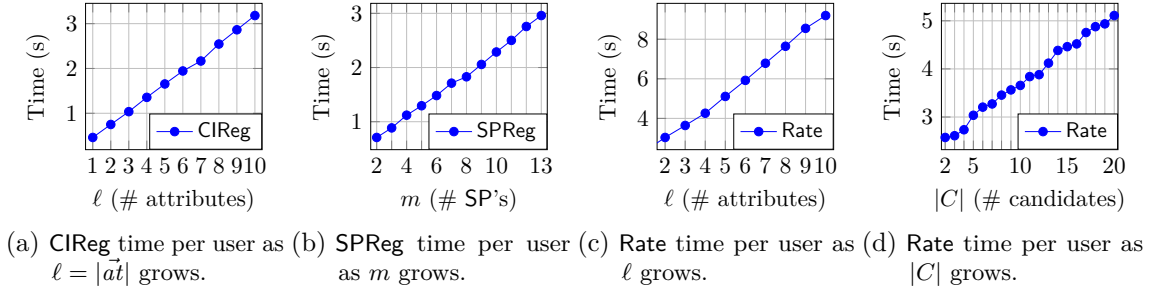 3
2
1
Time (s)
CIReg
1 2 3 4 5 6 7 8 9 10
ℓ (# attributes)
3
2
1
Time (s)
SPReg
2 4 6 8 10 13
m (# SP's)
8
6
4
Time (s)
Rate
2 3 4 5 6 7 8 9 10
ℓ (# attributes)
5
4
3
Time (s)
Rate
2 5 10 15 20
|C| (# candidates)
(a) CIReg time per user as
ℓ = |a⃗t| grows.
(b) SPReg time per user
as m grows.
(c) Rate time per user as
ℓ grows.
(d) Rate time per user as
|C| grows.